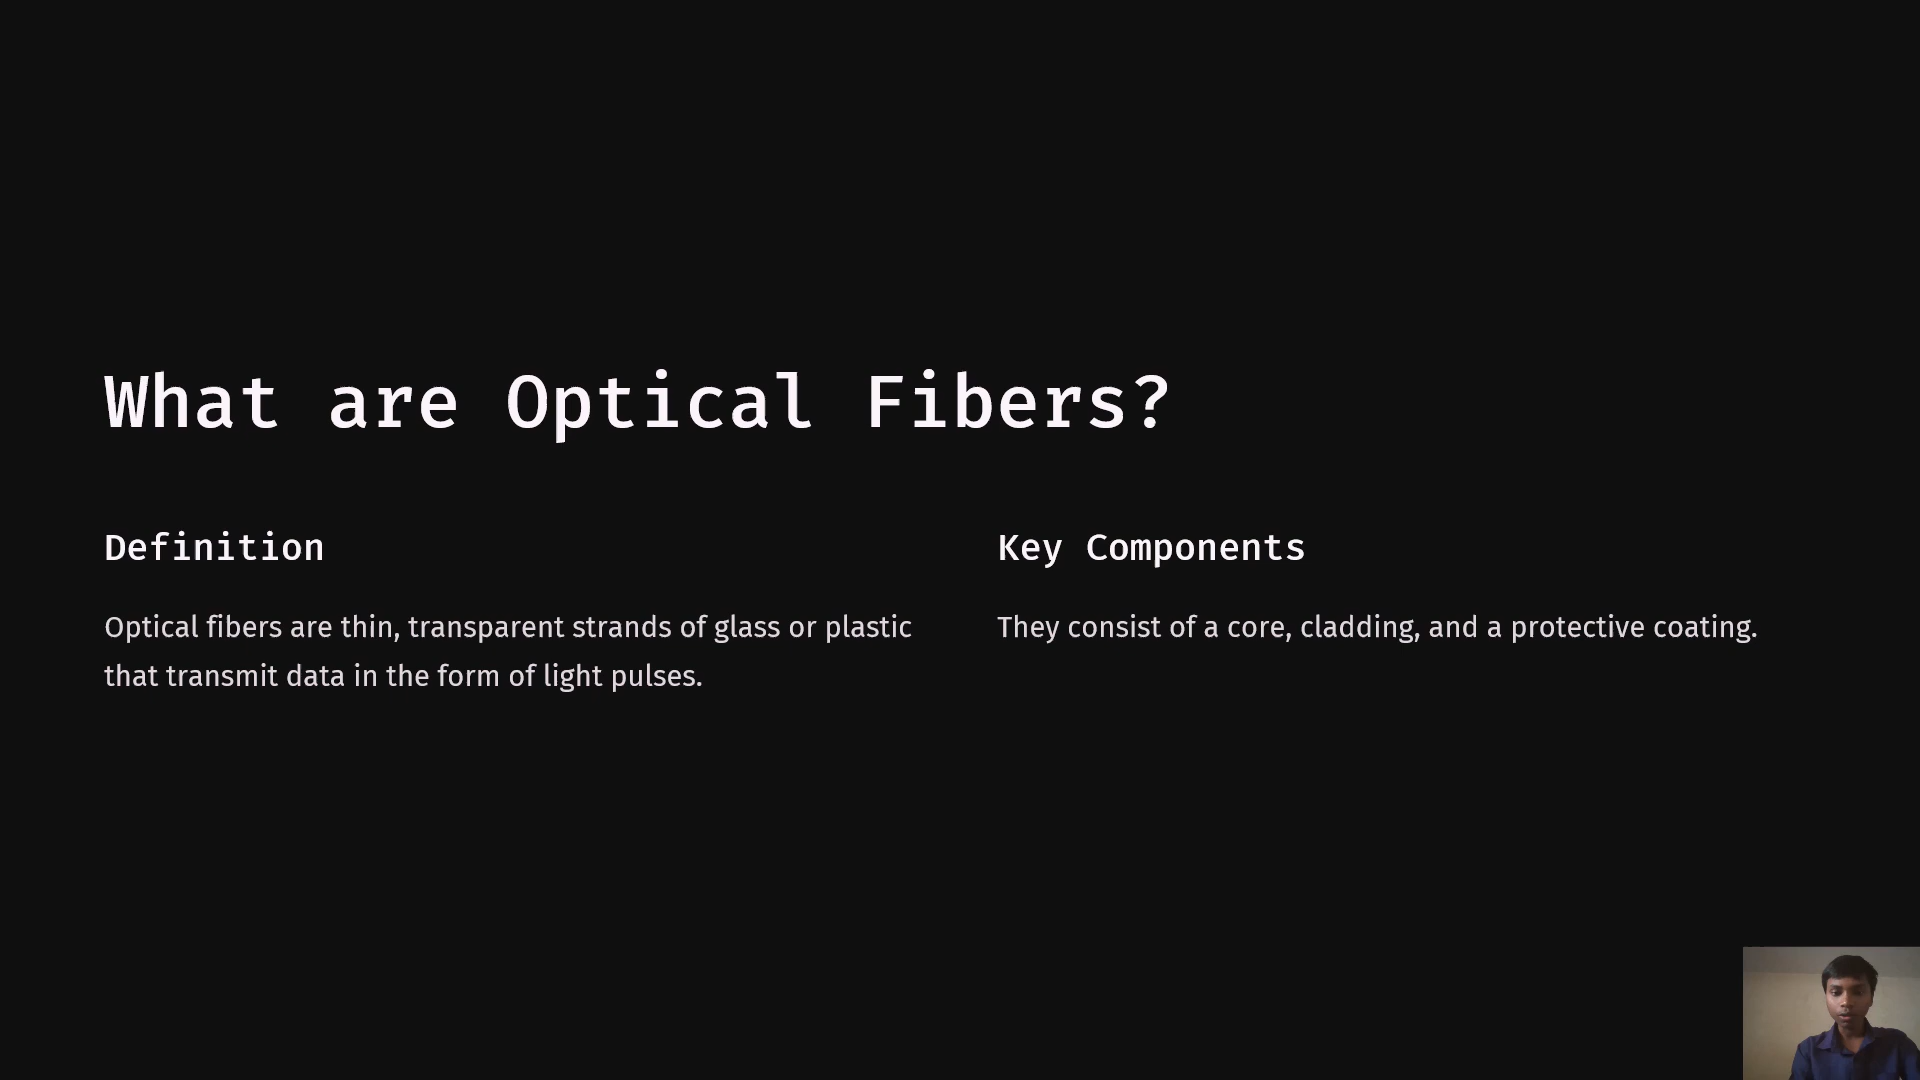 What are Optical Fibers?
Definition
Optical fibers are thin, transparent strands of glass or plastic
that transmit data in the form of light pulses.
Key Components
They consist of a core, cladding, and a protective coating.